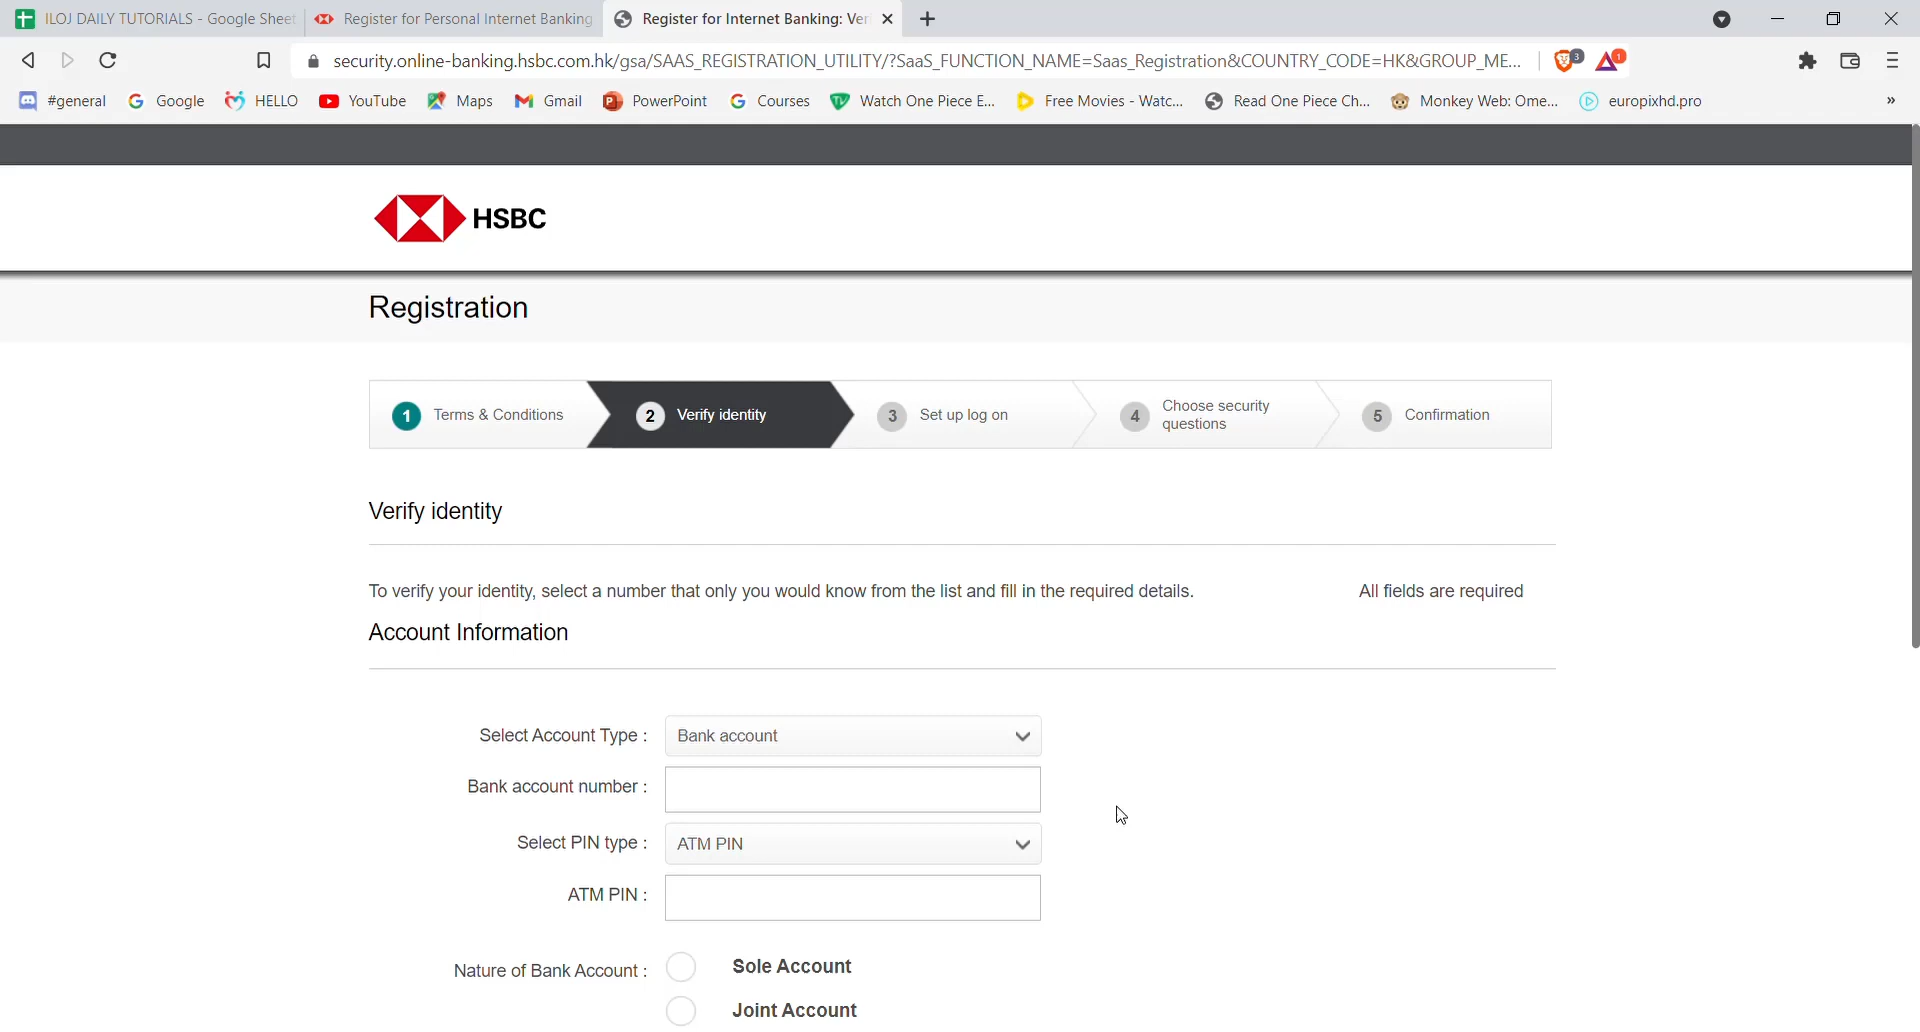 ILOJ DAILY TUTORIALS - Google Sheet
Register for Personal Internet Banking
Register for Internet Banking: Ver
security.online-banking.hsbc.com.hk/gsa/SAAS_REGISTRATION_UTILITY/?SaaS_FUNCTION_NAME=Saas_Registration&COUNTRY_CODE=HK&GROUP_ME...
3
1
#general
Google
HELLO
YouTube
Maps
Gmail
PowerPoint
Courses
Watch One Piece E...
Free Movies - Watc...
Read One Piece Ch...
Monkey Web: Ome...
europixhd.pro
»
HSBC
Registration
1 Terms & Conditions
2 Verify identity
3 Set up log on
4 Choose security
questions
5 Confirmation
Verify identity
To verify your identity, select a number that only you would know from the list and fill in the required details.
All fields are required
Account Information
Select Account Type : Bank account
Bank account number :
Select PIN type : ATM PIN
ATM PIN :
Nature of Bank Account : Sole Account
Joint Account